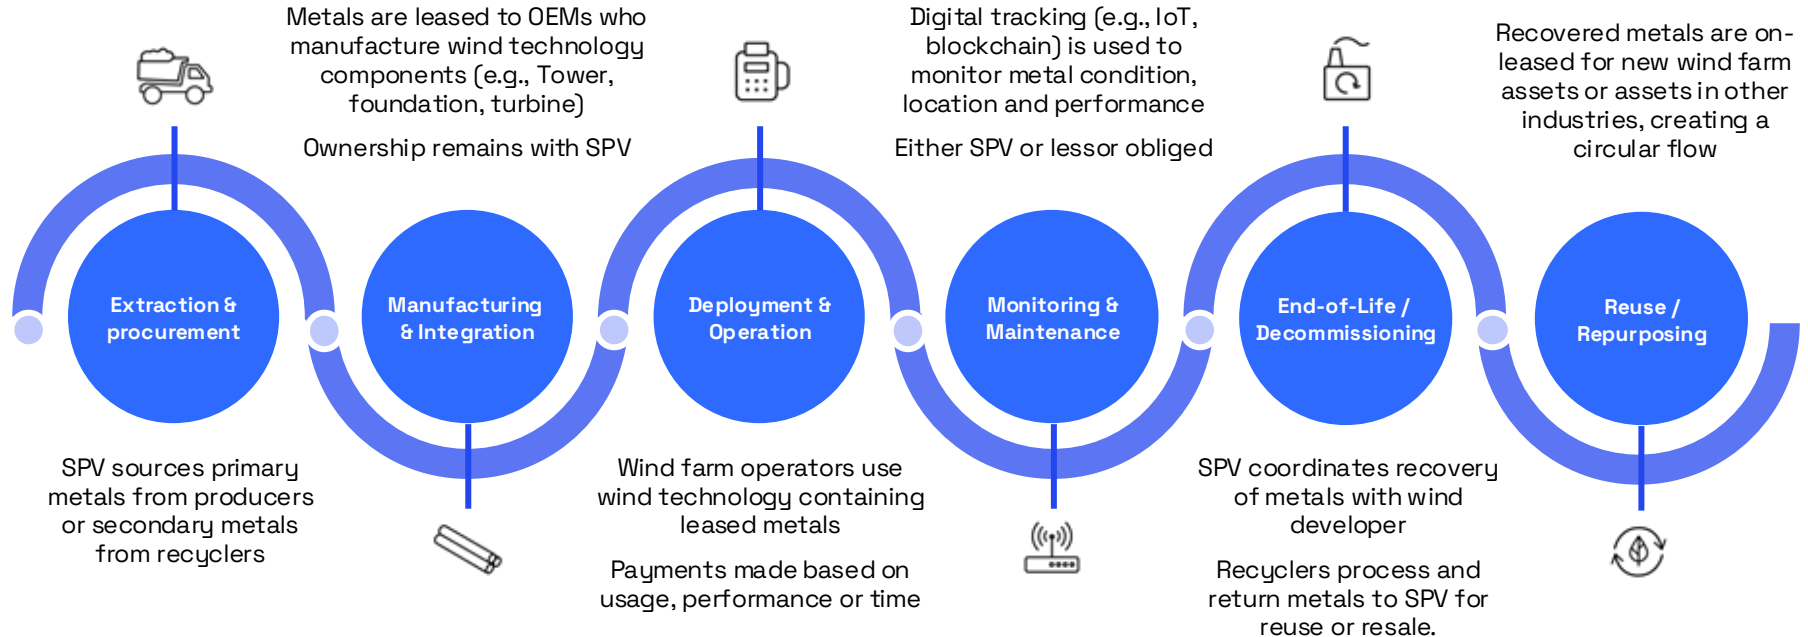 Extraction &
procurement
SPV sources primary
metals from producers
or secondary metals
from recyclers
Metals are leased to OEMs who
manufacture wind technology
components (e.g., Tower,
foundation, turbine)
Ownership remains with SPV
Manufacturing
& Integration
Deployment &
Operation
Wind farm operators use
wind technology containing
leased metals
Payments made based on
usage, performance or time
Digital tracking (e.g., IoT,
blockchain) is used to
monitor metal condition,
location and performance
Either SPV or lessor obliged
Monitoring &
Maintenance
End-of-Life /
Decommissioning
SPV coordinates recovery
of metals with wind
developer
Recyclers process and
return metals to SPV for
reuse or resale.
Recovered metals are on-
leased for new wind farm
assets or assets in other
industries, creating a
circular flow
Reuse /
Repurposing